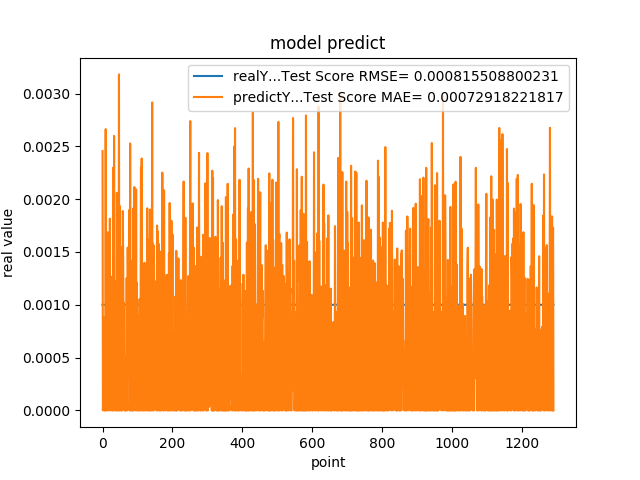 model predict
realY...Test Score RMSE= 0.000815508800231
predictY...Test Score MAE= 0.00072918221817
0.0030
0.0025
0.0020
0.0015
0.0010
0.0005
0.0000
real value
0 200 400 600 800 1000 1200
point